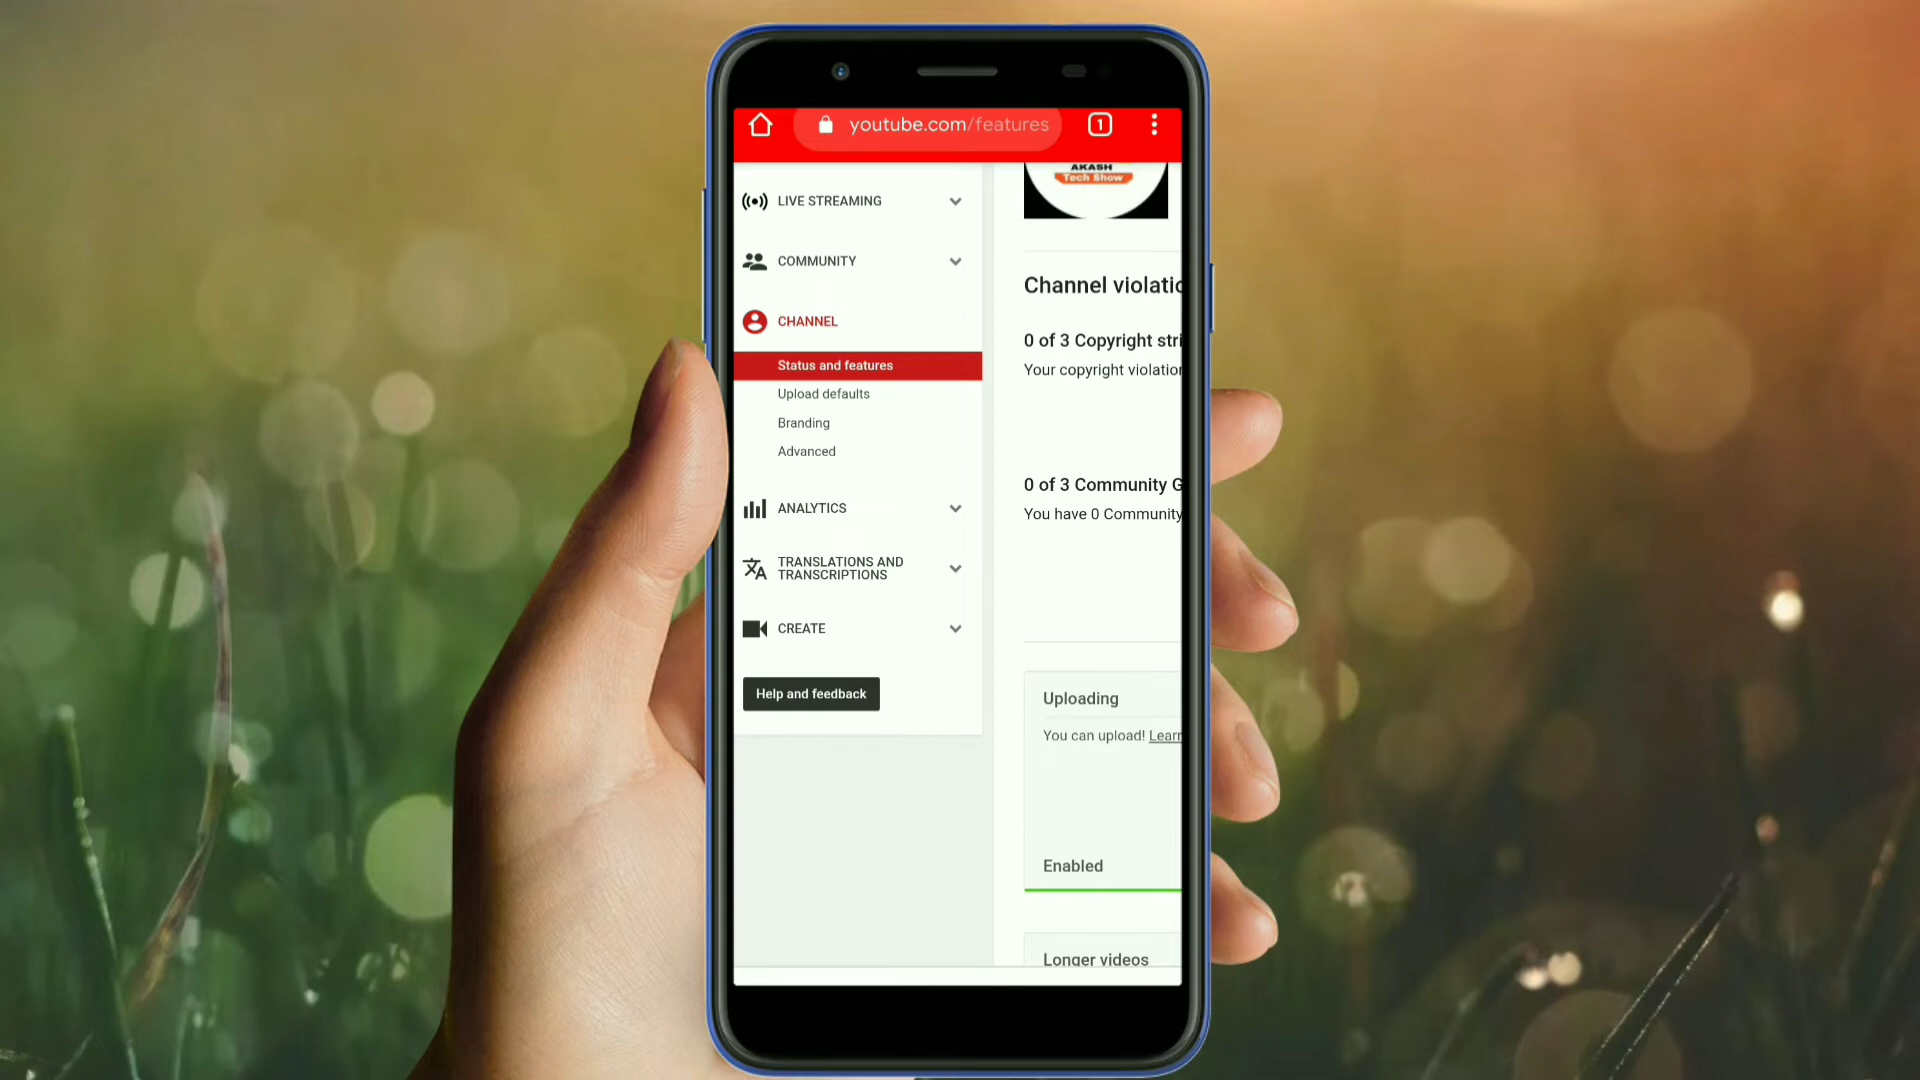 youtube.com/features
1
AKASH
Tech Show
LIVE STREAMING
COMMUNITY
CHANNEL
Status and features
Upload defaults
Branding
Advanced
ANALYTICS
TRANSLATIONS AND
TRANSCRIPTIONS
CREATE
Help and feedback
Channel violatio
0 of 3 Copyright stri
Your copyright violation
0 of 3 Community G
You have 0 Community
Uploading
You can upload! Learn
Enabled
Longer videos